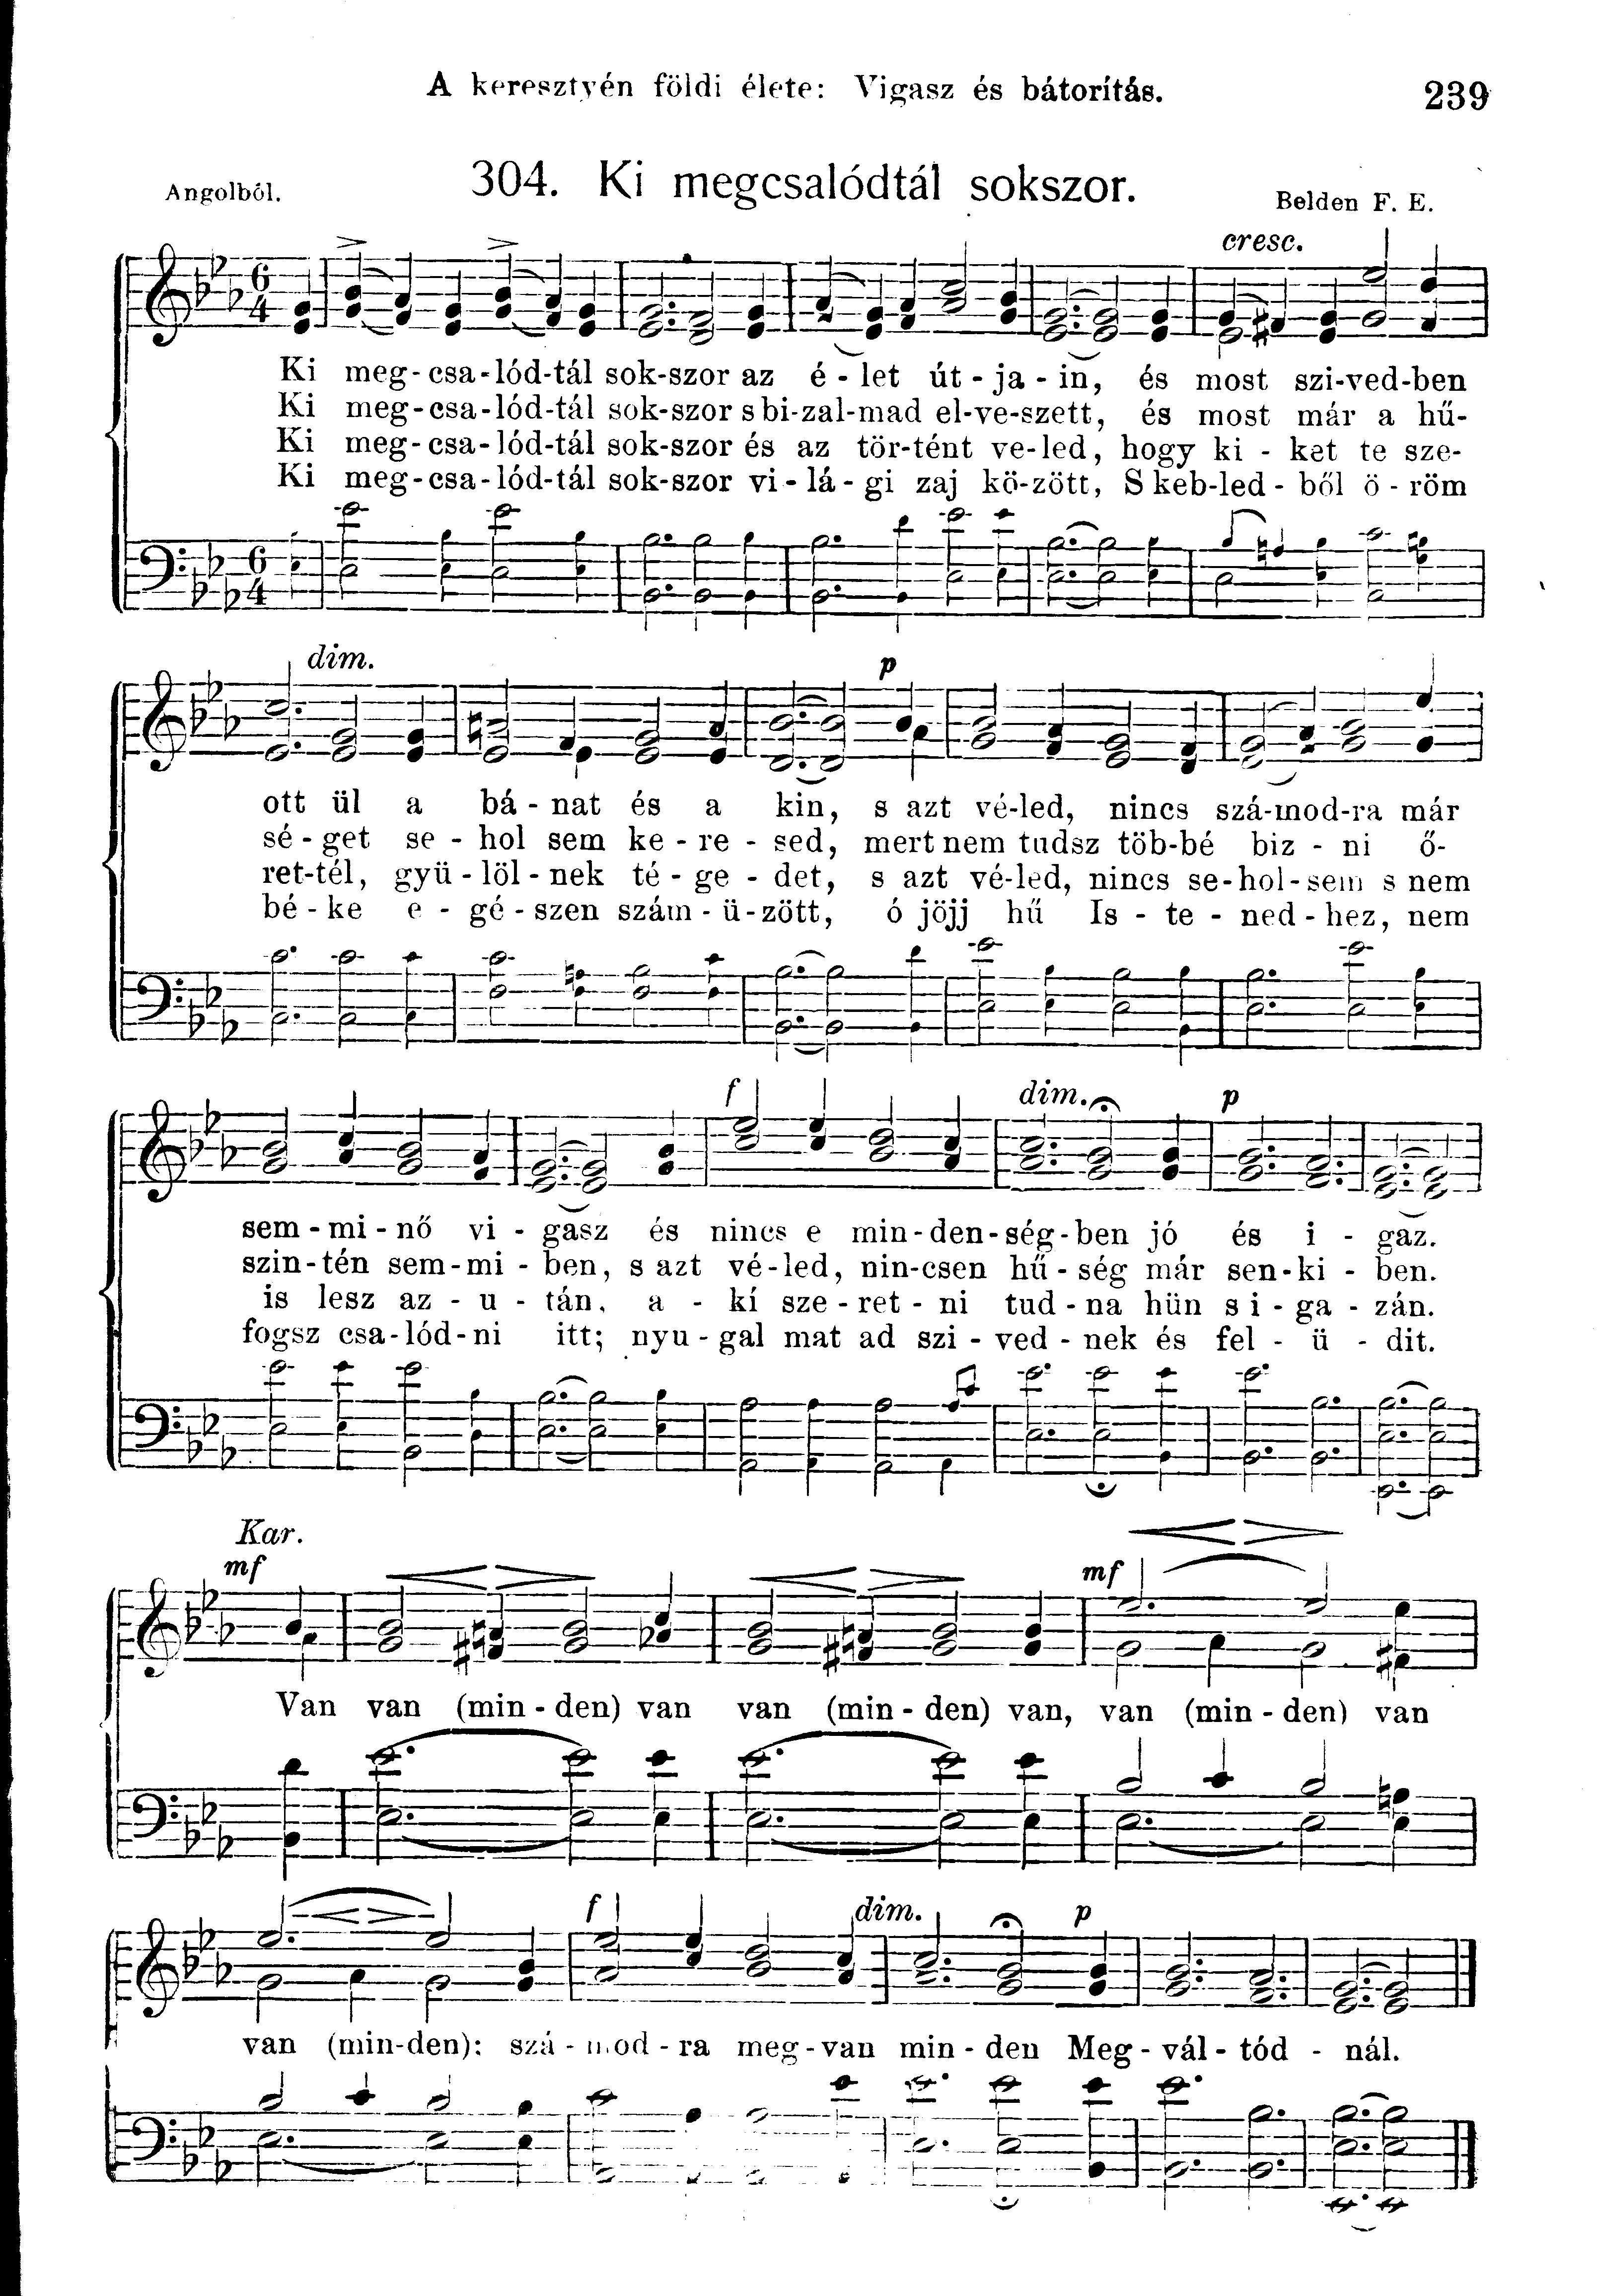 A keresztyén földi élete: Vigasz és bátorítás.
239
304. Ki megcsalódtál sokszor.
Angolból.
Belden F. E.
cresc.
6
4
Ki meg-csa-lód-tál sok-szor az é-let út-ja-in, és most szi-ved-ben
Ki meg-csa-lód-tál sok-szor s bi-zal-mad el-ve-szett, és most már a hű-
Ki meg-csa-lód-tál sok-szor és az tör-tént ve-led, hogy ki-ket te sze-
Ki meg-csa-lód-tál sok-szor vi-lá-gi zaj kö-zött, S keb-led-ből ö-röm
6
4
dim.
p
ott ül a bá-nat és a kin, s azt vé-led, nincs szá-mod-ra már
sé-get se-hol sem ke-re-sed, mert nem tudsz töb-bé biz-ni ő-
ret-tél, gyü-löl-nek té-ge-det, s azt vé-led, nincs se-hol-sem s nem
bé-ke e-gé-szen szám-ü-zött, ó jöjj hű Is-te-ned-hez, nem
f
dim.
p
sem-mi-nő vi-gasz és nincs e min-den-ség-ben jó és i-gaz.
szin-tén sem-mi-ben, s azt vé-led, nin-csen hű-ség már sen-ki-ben.
is lesz az-u-tán, a-kí sze-ret-ni tud-na hün s i-ga-zán.
fogsz csa-lód-ni itt; nyu-gal mat ad szi-ved-nek és fel-ü-dit.
Kar.
mf
mf
Van van (min-den) van van (min-den) van, van (min-den) van
f
dim.
p
van (min-den): szá-mod-ra meg-van min-den Meg-vál-tód-nál.